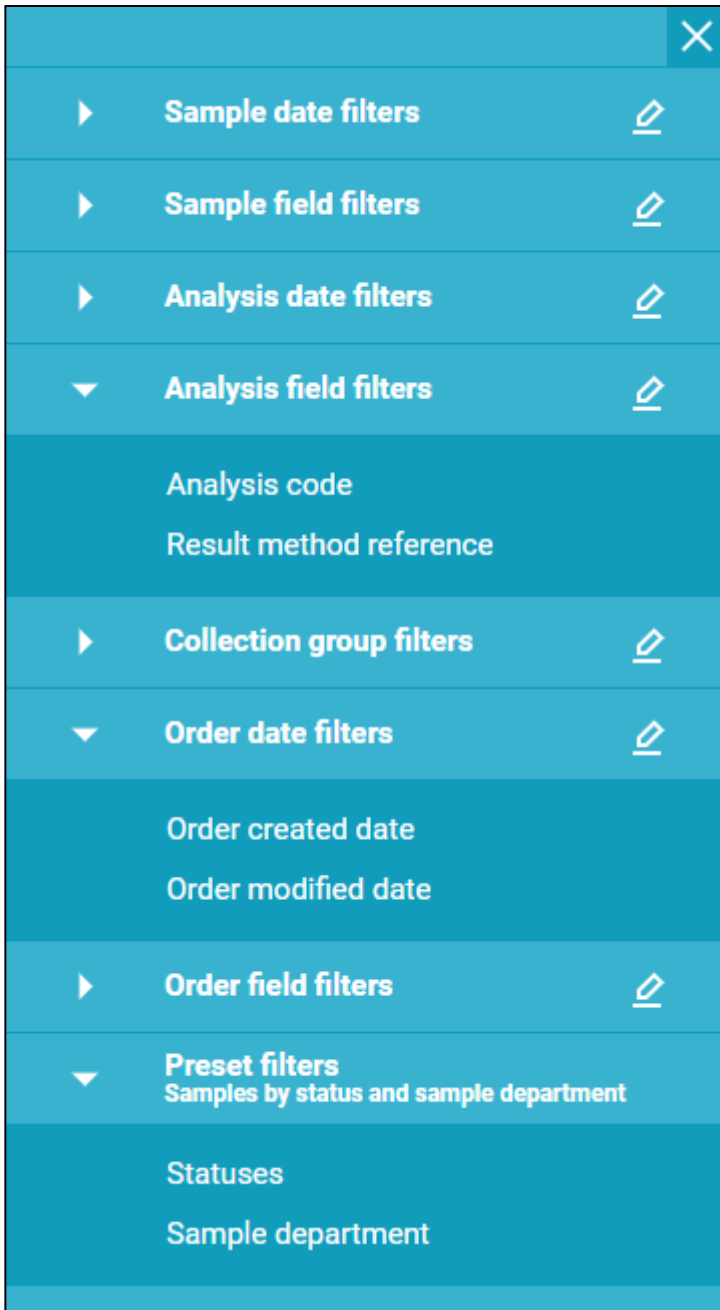 Sample date filters
Sample field filters
Analysis date filters
Analysis field filters
Analysis code
Result method reference
Collection group filters
Order date filters
Order created date
Order modified date
Order field filters
Preset filters
Samples by status and sample department
Statuses
Sample department